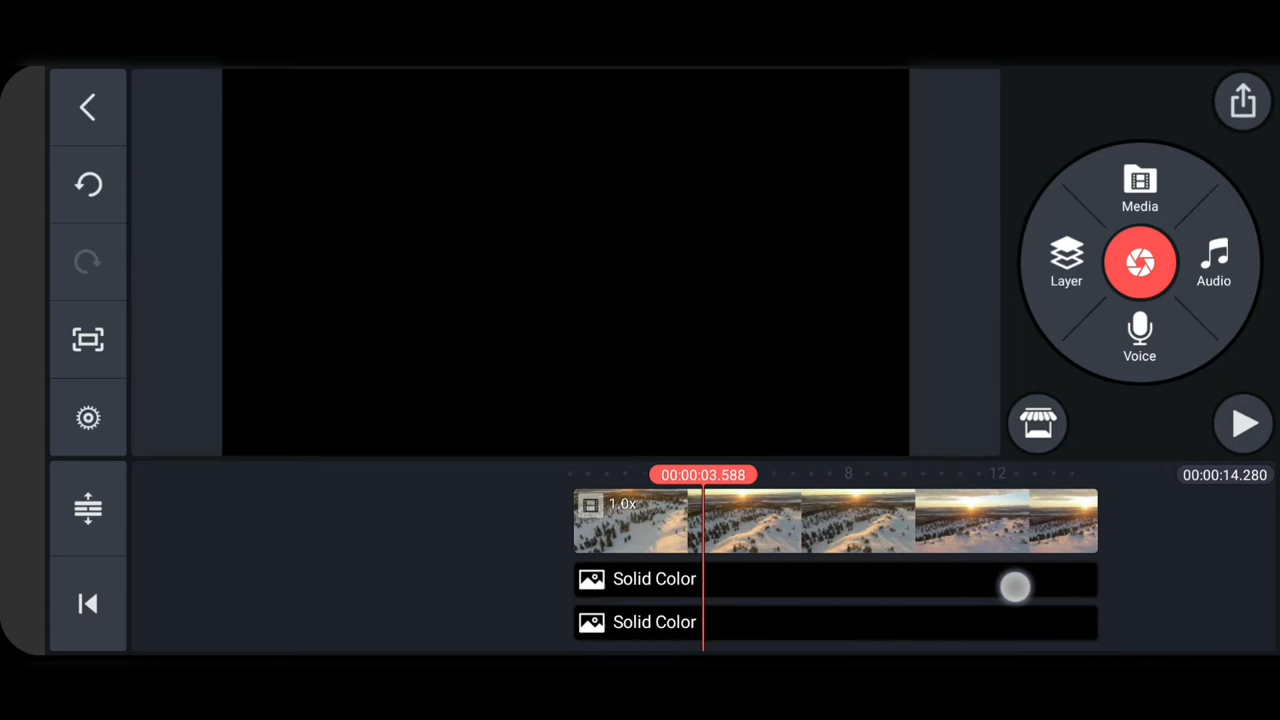 Media
Layer
Audio
Voice
00:00:03.588
8
12
00:00:14.280
1.0x
Solid Color
Solid Color